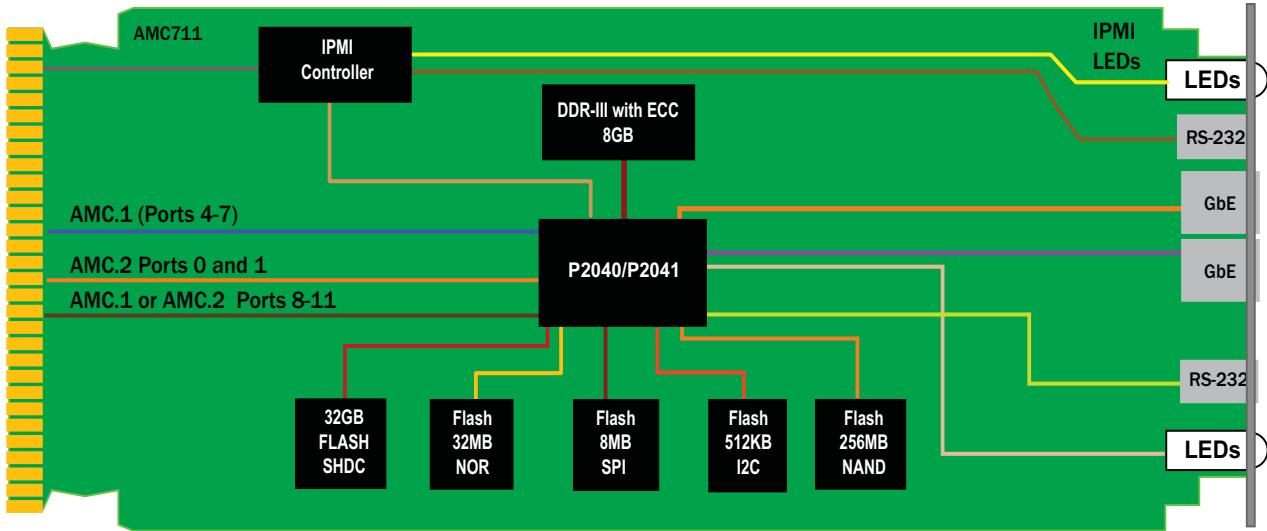 AMC711
IPMI
Controller
IPMI
LEDs
LEDs
DDR-III with ECC
8GB
RS-232
AMC.1 (Ports 4-7)
GbE
AMC.2 Ports 0 and 1
P2040/P2041
GbE
AMC.1 or AMC.2 Ports 8-11
RS-232
32GB
FLASH
SHDC
Flash
32MB
NOR
Flash
8MB
SPI
Flash
512KB
I2C
Flash
256MB
NAND
LEDs